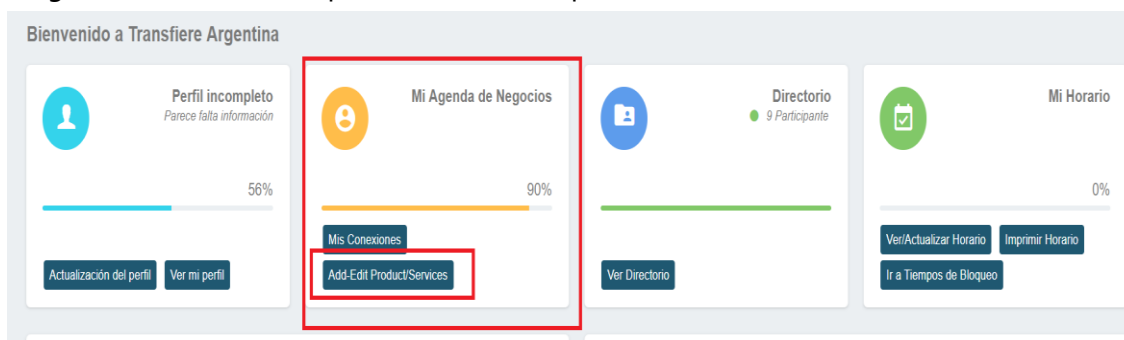 Bienvenido a Transfiere Argentina
Perfil incompleto
Parece falta información
56%
Actualización del perfil
Ver mi perfil
Mi Agenda de Negocios
90%
Mis Conexiones
Add-Edit Product/Services
Directorio
9 Participante
Ver Directorio
Mi Horario
0%
Ver/Actualizar Horario
Imprimir Horario
Ir a Tiempos de Bloqueo